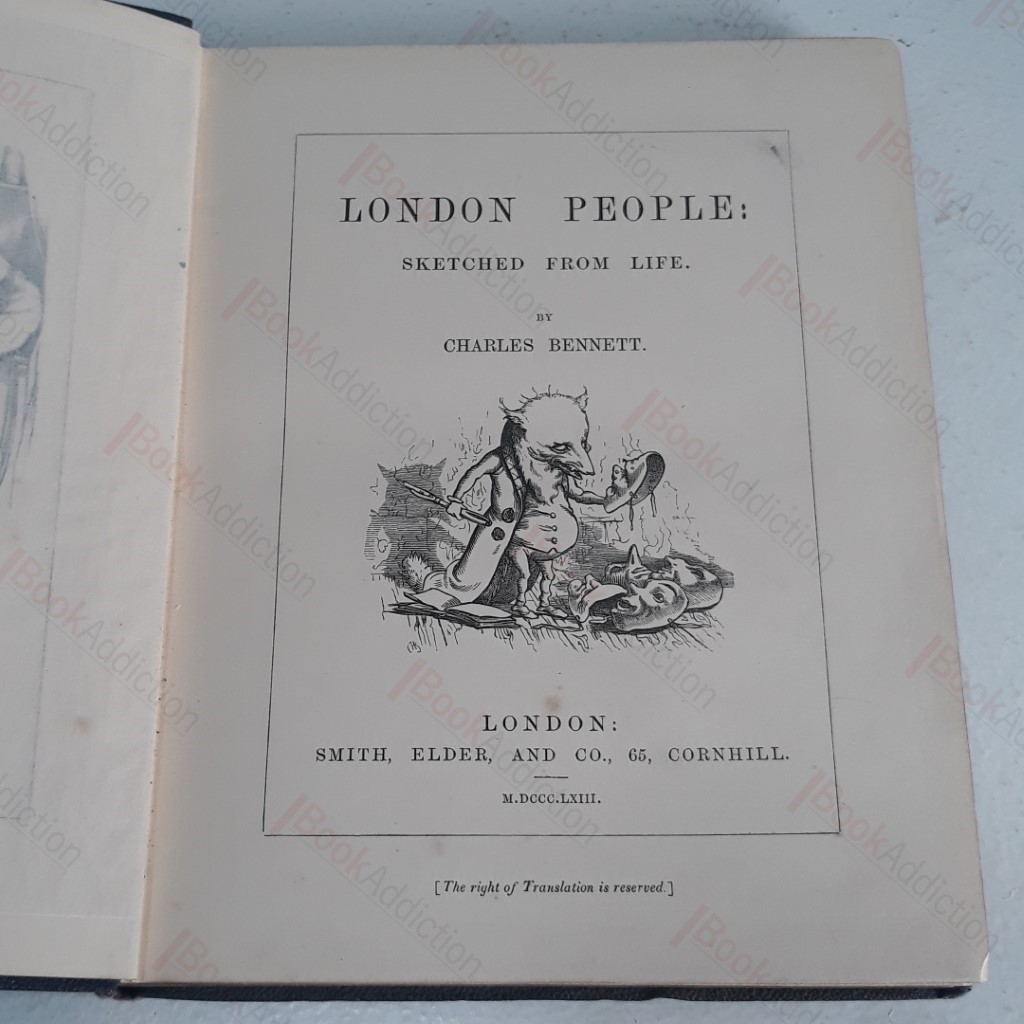 LONDON PEOPLE:
SKETCHED FROM LIFE.
BY
CHARLES BENNETT.
LONDON:
SMITH, ELDER, AND CO., 65, CORNHILL.
M.DCCC.LXIII.
[The right of Translation is reserved.]
BookAddiction